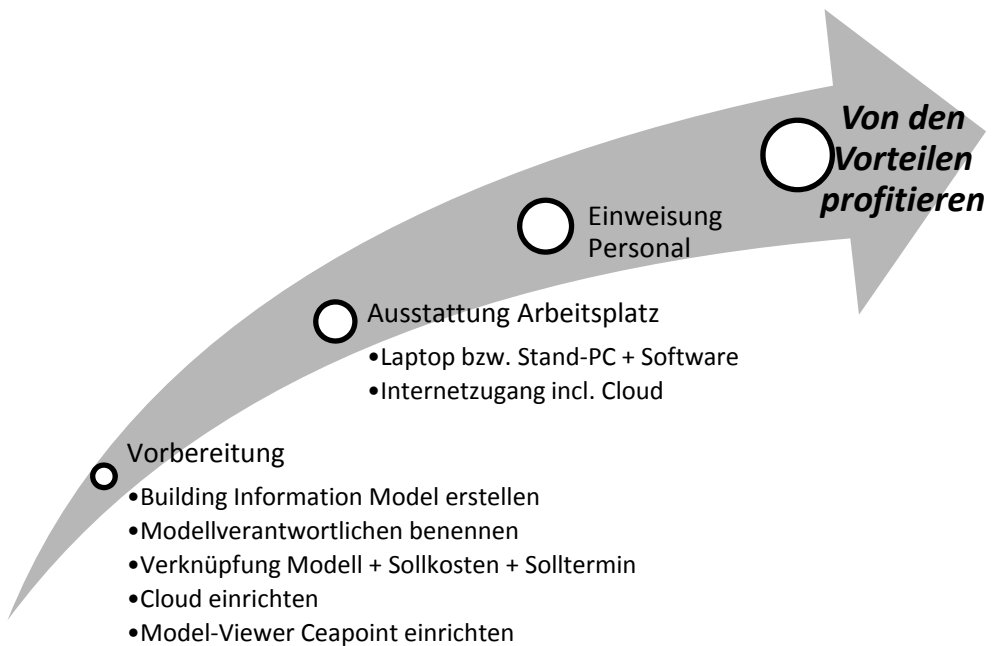 Von den
Vorteilen
profitieren
Einweisung
Personal
Ausstattung Arbeitsplatz
•Laptop bzw. Stand-PC + Software
•Internetzugang incl. Cloud
Vorbereitung
•Building Information Model erstellen
•Modellverantwortlichen benennen
•Verknüpfung Modell + Sollkosten + Solltermin
•Cloud einrichten
•Model-Viewer Ceapoint einrichten